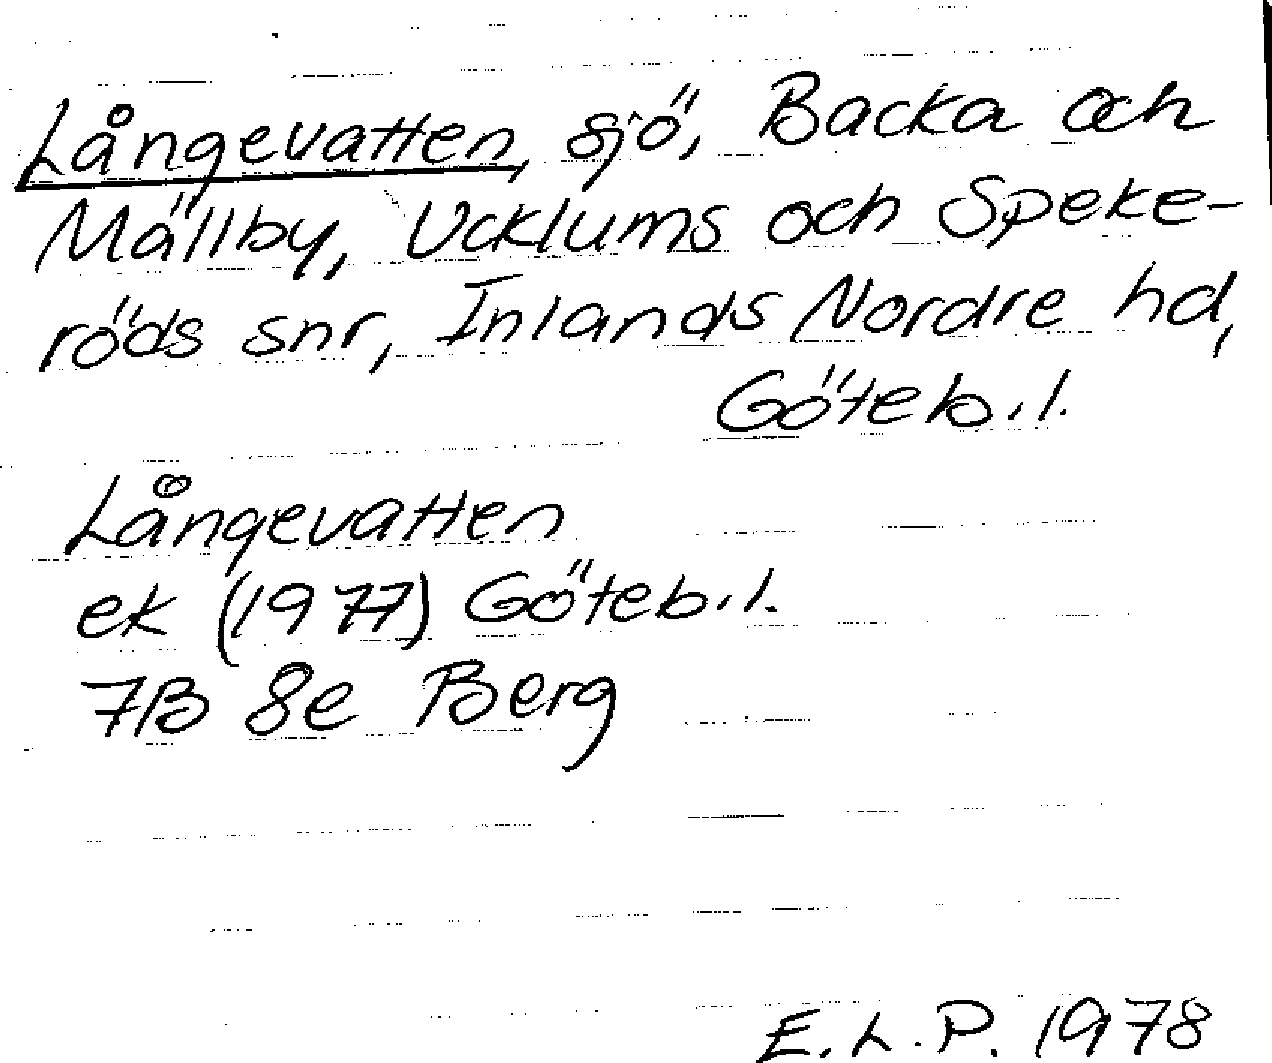 Långevatten, sjö, Backa och
Mällby, Ucklums och Speke-
röds snr, Inlands Nordre hd,
Göteb.l.
Långevatten
ek (1977) Göteb.l.
7B 8e Berg
E.L.P. 1978